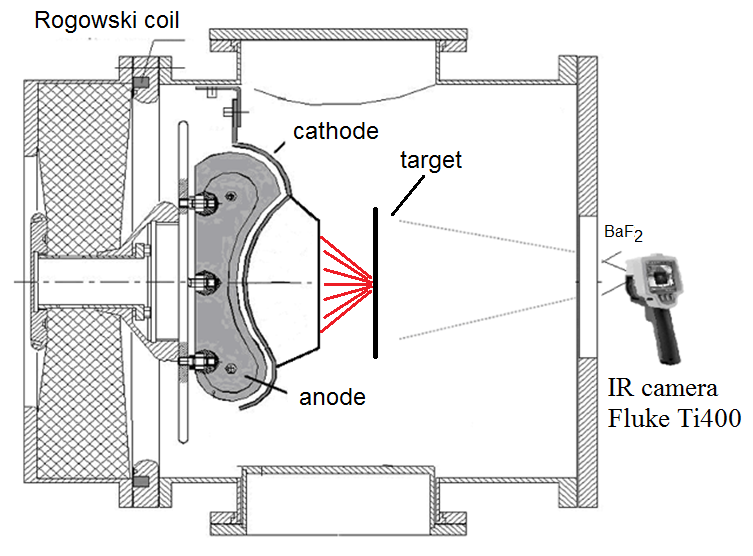 Rogowski coil
cathode
target
BaF2
anode
IR camera
Fluke Ti400